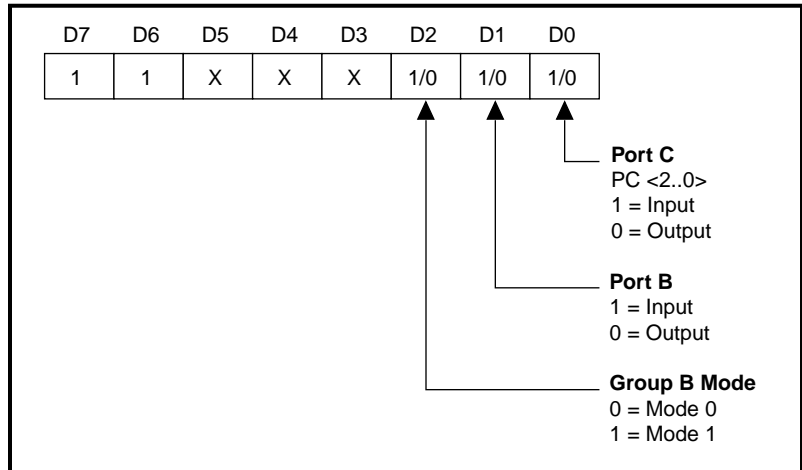 D7 D6 D5 D4 D3 D2 D1 D0
1 1 X X X 1/0 1/0 1/0
Port C
PC <2..0>
1 = Input
0 = Output
Port B
1 = Input
0 = Output
Group B Mode
0 = Mode 0
1 = Mode 1